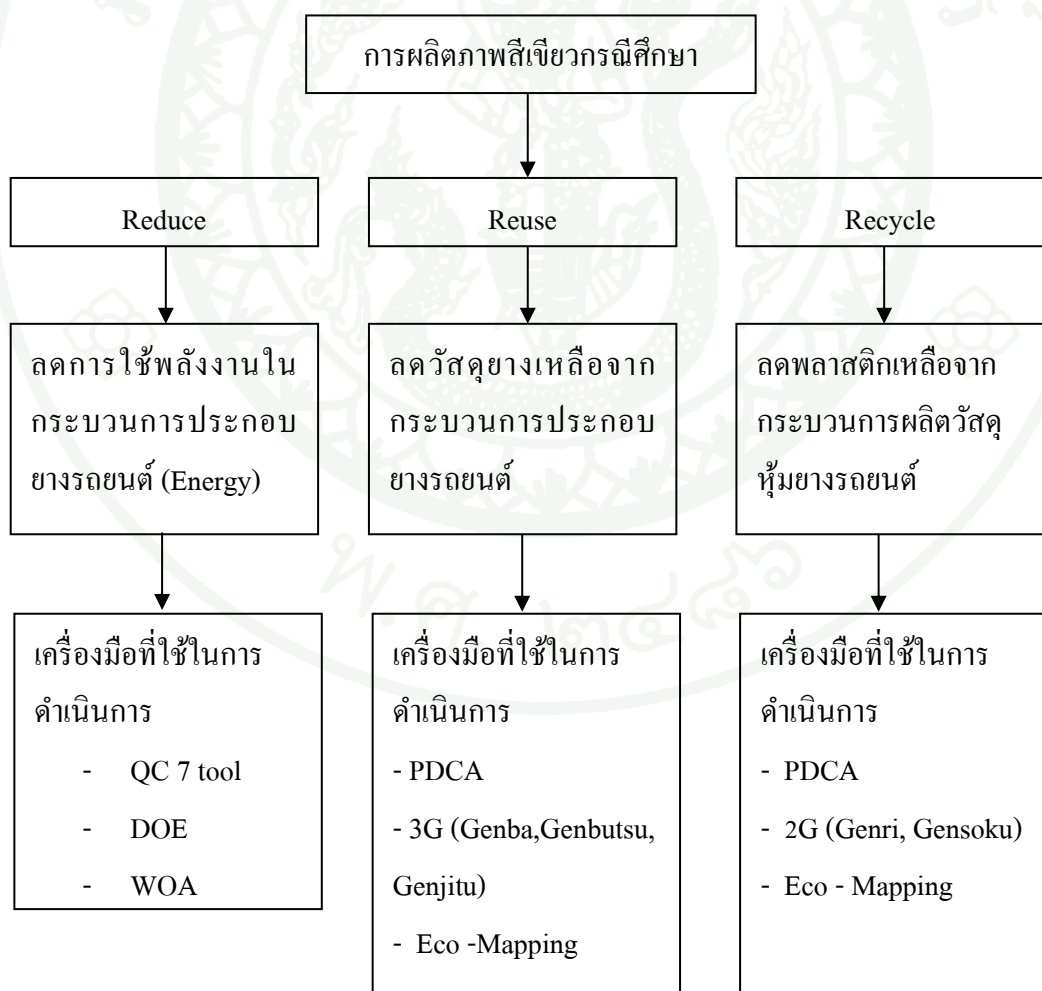 การผลิตภาพสีเขียวกรณีศึกษา
Reduce
Reuse
Recycle
ลดการใช้พลังงานใน
กระบวนการประกอบ
ยางรถยนต์ (Energy)
ลดวัสดุยางเหลือจาก
กระบวนการประกอบ
ยางรถยนต์
ลดพลาสติกเหลือจาก
กระบวนการผลิตวัสดุ
หุ้มยางรถยนต์
เครื่องมือที่ใช้ในการ
ดำเนินการ
- QC 7 tool
- DOE
- WOA
เครื่องมือที่ใช้ในการ
ดำเนินการ
- PDCA
- 3G (Genba,Genbutsu,
Genjitu)
- Eco -Mapping
เครื่องมือที่ใช้ในการ
ดำเนินการ
- PDCA
- 2G (Genri, Gensoku)
- Eco - Mapping
พ.ศ. ๒๔๘๖